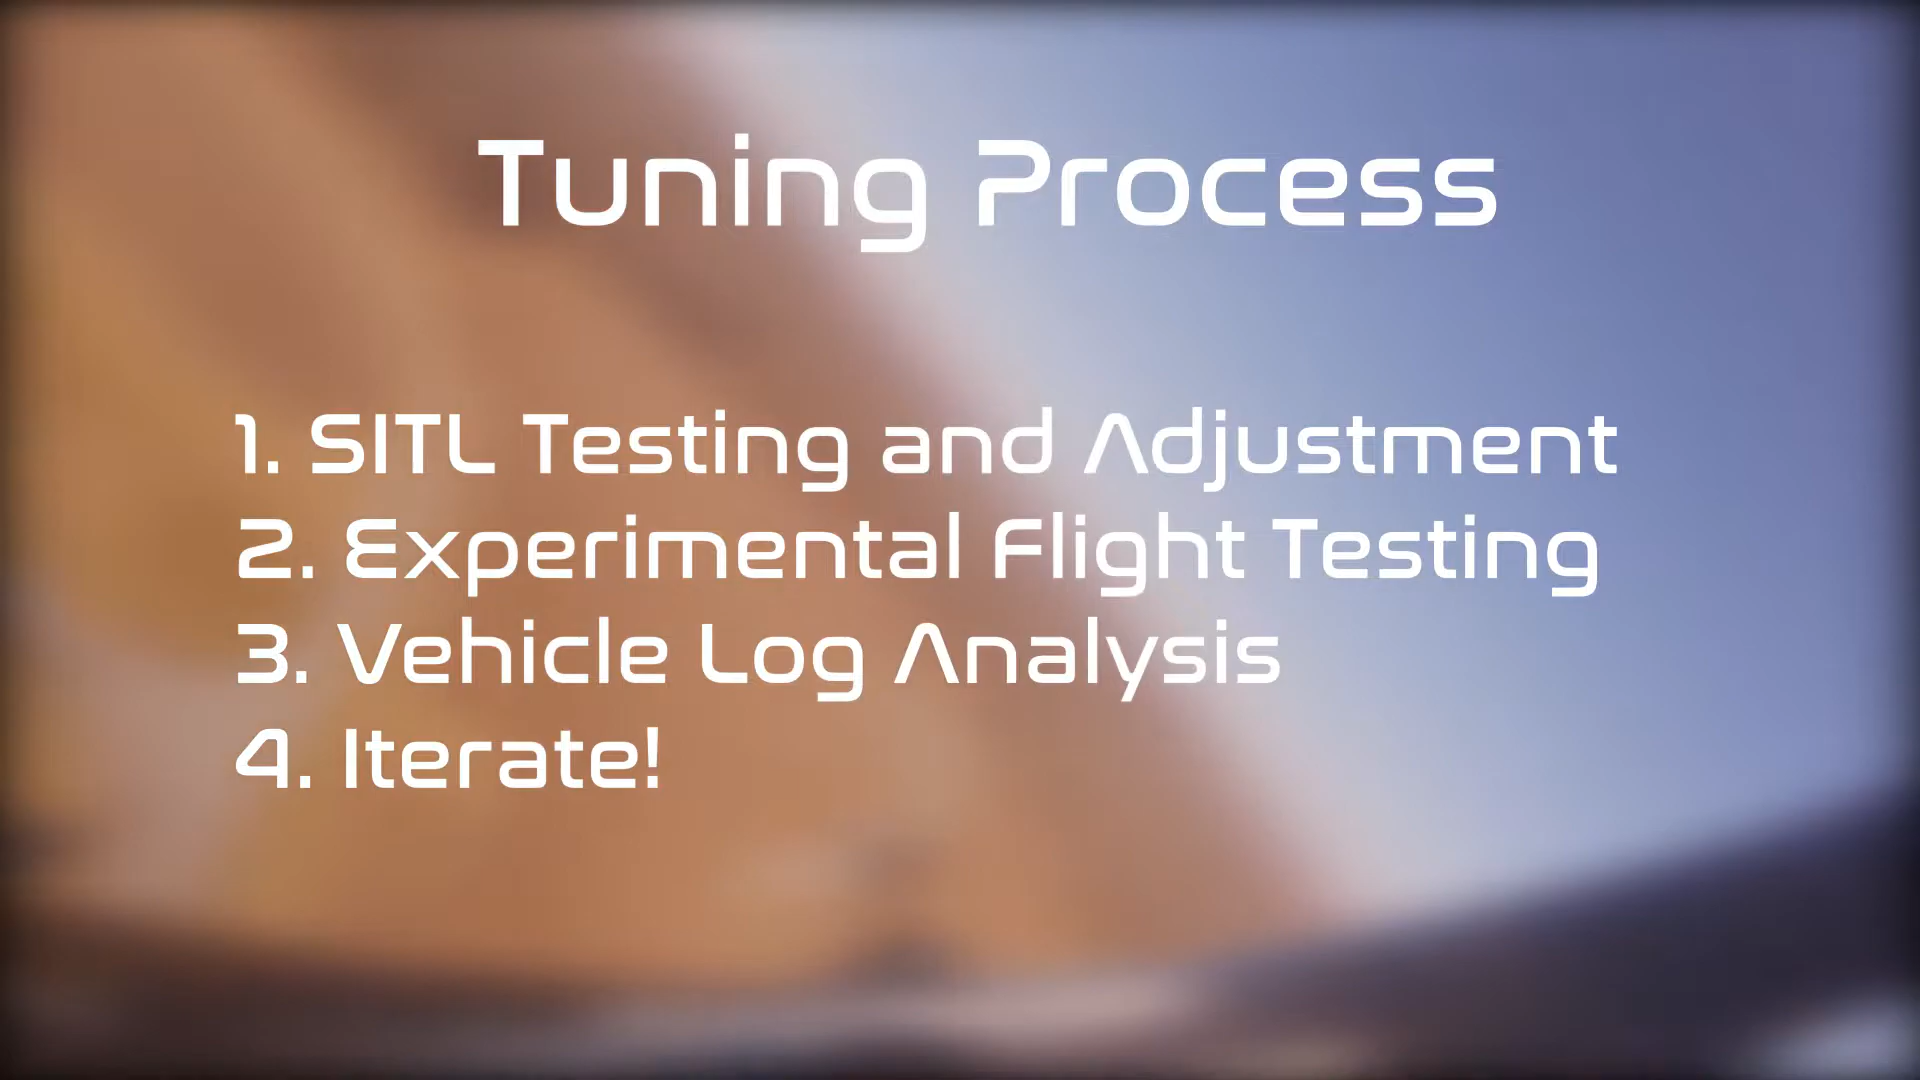 Tuning Process
1. SITL Testing and Adjustment
2. Experimental Flight Testing
3. Vehicle Log Analysis
4. Iterate!